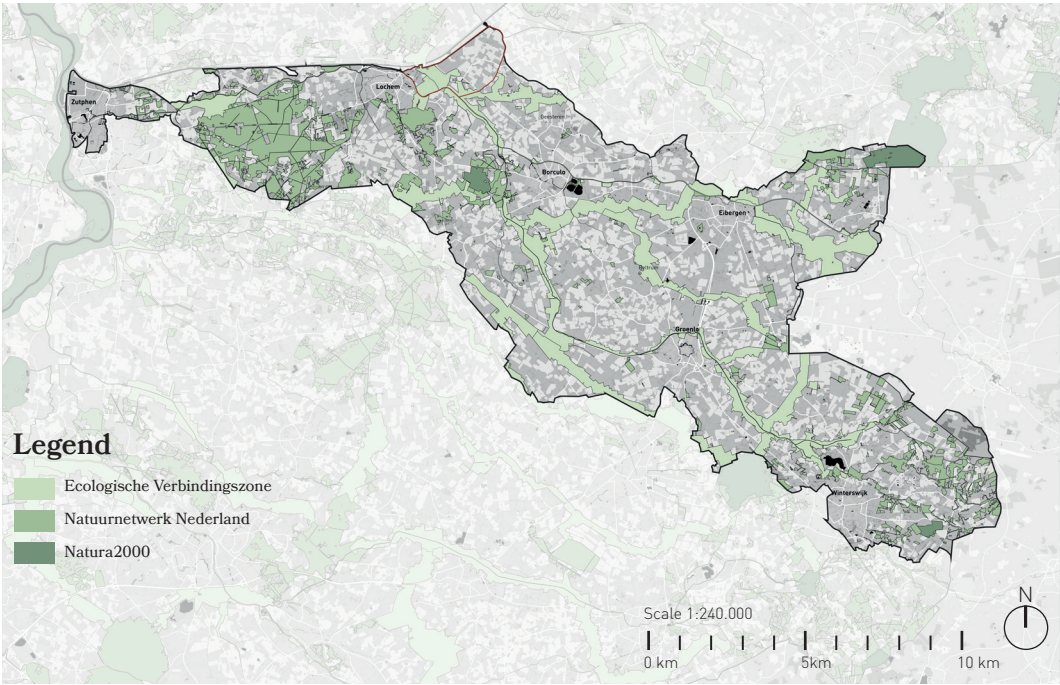 Zutphen
Lochem
Borculo
Eibergen
Groenlo
Winterswijk
Legend
Ecologische Verbindingszone
Natuurnetwerk Nederland
Natura2000
Scale 1:240.000
0 km
5km
10 km
N